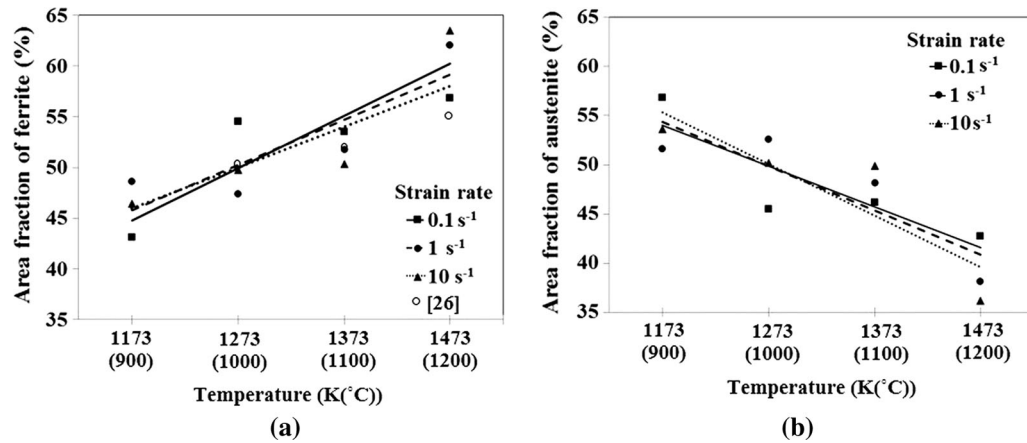 Area fraction of ferrite (%)
65
60
55
50
45
40
35
Strain rate
0.1 s-1
1 s-1
10 s-1
[26]
1173 1273 1373 1473
(900) (1000) (1100) (1200)
Temperature (K(˚C))
(a)
Area fraction of austenite (%)
65
60
55
50
45
40
35
Strain rate
0.1 s-1
1 s-1
10 s-1
1173 1273 1373 1473
(900) (1000) (1100) (1200)
Temperature (K(˚C))
(b)